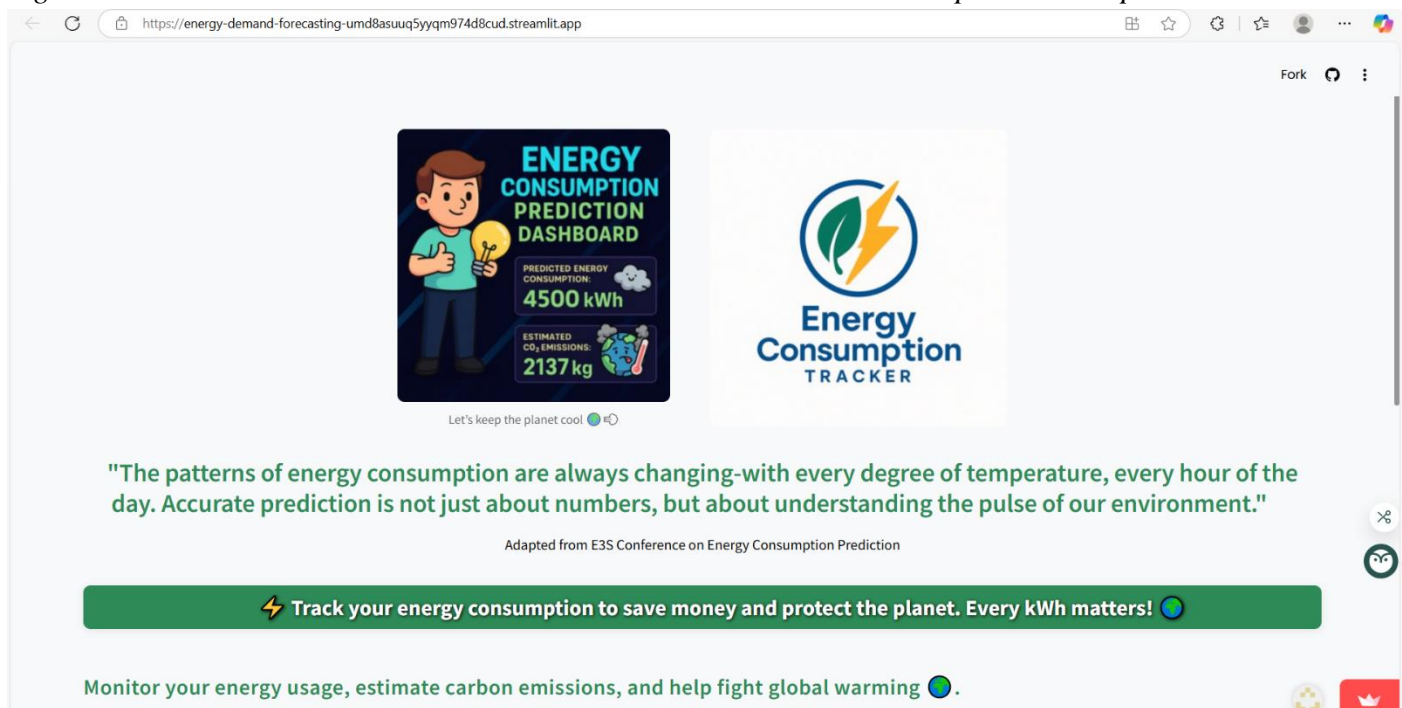 https://energy-demand-forecasting-umd8asuuq5yyqm974d8cud.streamlit.app
Fork
ENERGY
CONSUMPTION
PREDICTION
DASHBOARD
PREDICTED ENERGY
CONSUMPTION:
4500 kWh
ESTIMATED
CO₂ EMISSIONS:
2137 kg
Energy
Consumption
TRACKER
Let's keep the planet cool
"The patterns of energy consumption are always changing-with every degree of temperature, every hour of the
day. Accurate prediction is not just about numbers, but about understanding the pulse of our environment."
Adapted from E3S Conference on Energy Consumption Prediction
⚡ Track your energy consumption to save money and protect the planet. Every kWh matters! 🌍
Monitor your energy usage, estimate carbon emissions, and help fight global warming 🌍.